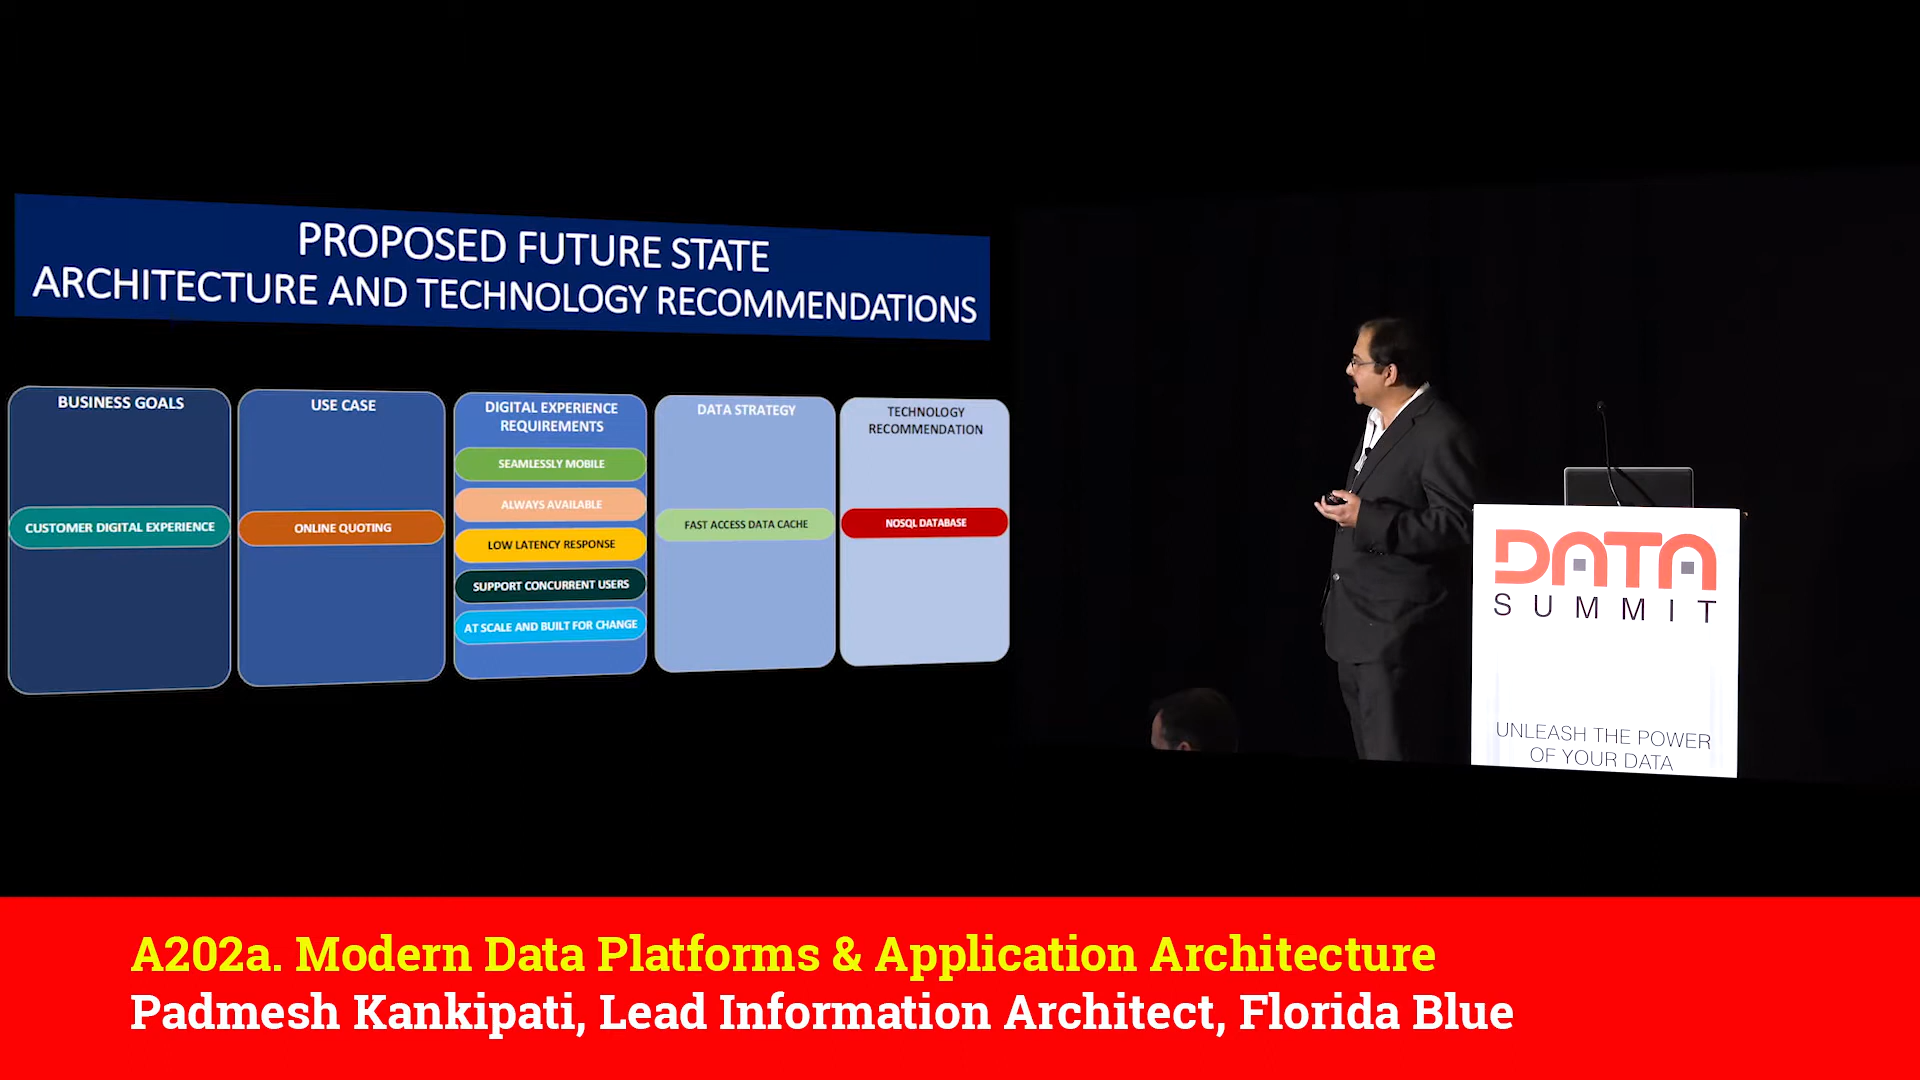 PROPOSED FUTURE STATE
ARCHITECTURE AND TECHNOLOGY RECOMMENDATIONS
BUSINESS GOALS
CUSTOMER DIGITAL EXPERIENCE
USE CASE
ONLINE QUOTING
DIGITAL EXPERIENCE
REQUIREMENTS
SEAMLESSLY MOBILE
ALWAYS AVAILABLE
LOW LATENCY RESPONSE
SUPPORT CONCURRENT USERS
AT SCALE AND BUILT FOR CHANGE
DATA STRATEGY
FAST ACCESS DATA CACHE
TECHNOLOGY
RECOMMENDATION
NOSQL DATABASE
DATA
SUMMIT
UNLEASH THE POWER
OF YOUR DATA
A202a. Modern Data Platforms & Application Architecture
Padmesh Kankipati, Lead Information Architect, Florida Blue